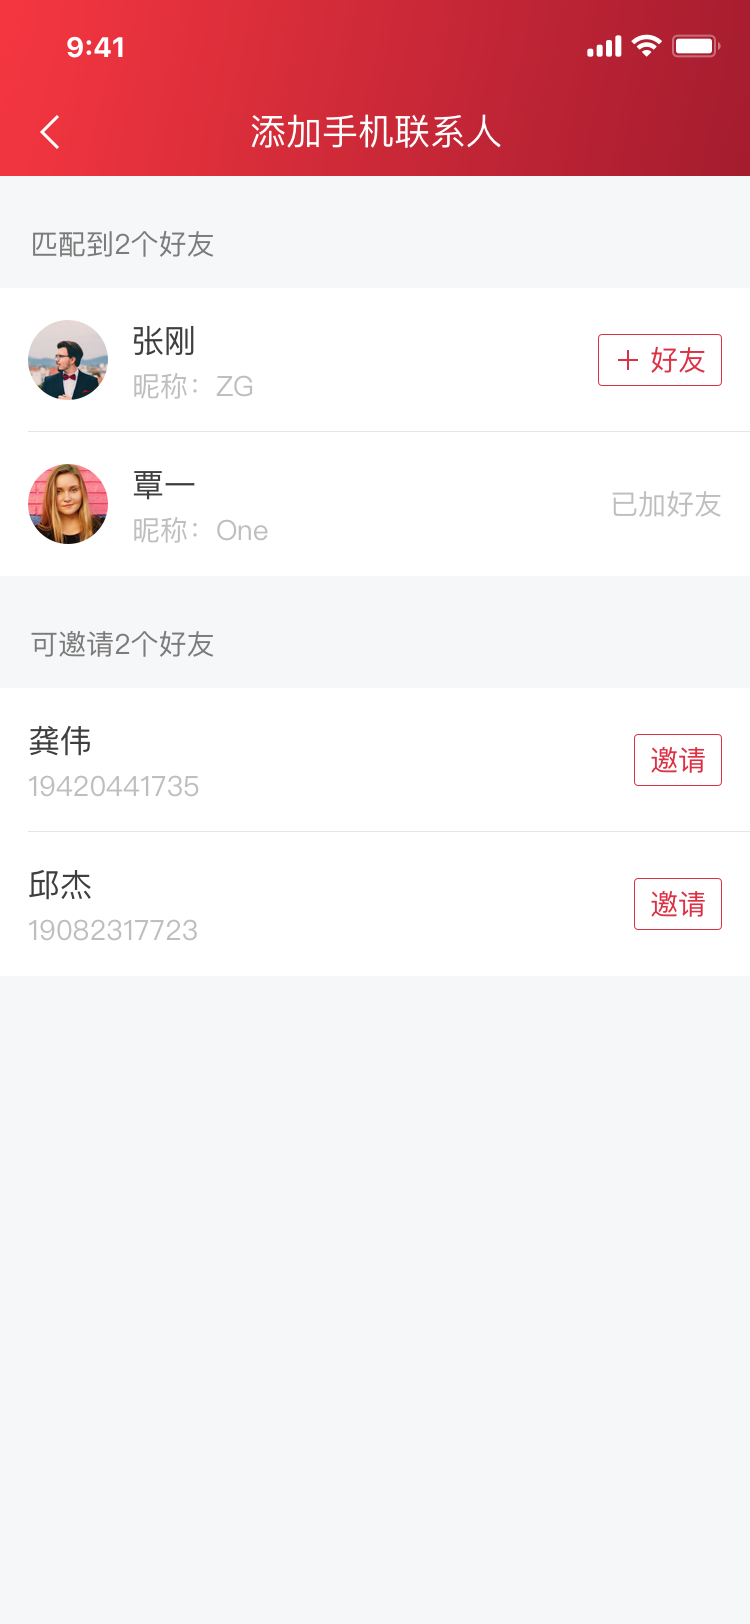 9:41
添加手机联系人
匹配到2个好友
张刚
昵称：ZG
＋ 好友
覃一
昵称：One
已加好友
可邀请2个好友
龚伟
19420441735
邀请
邱杰
19082317723
邀请